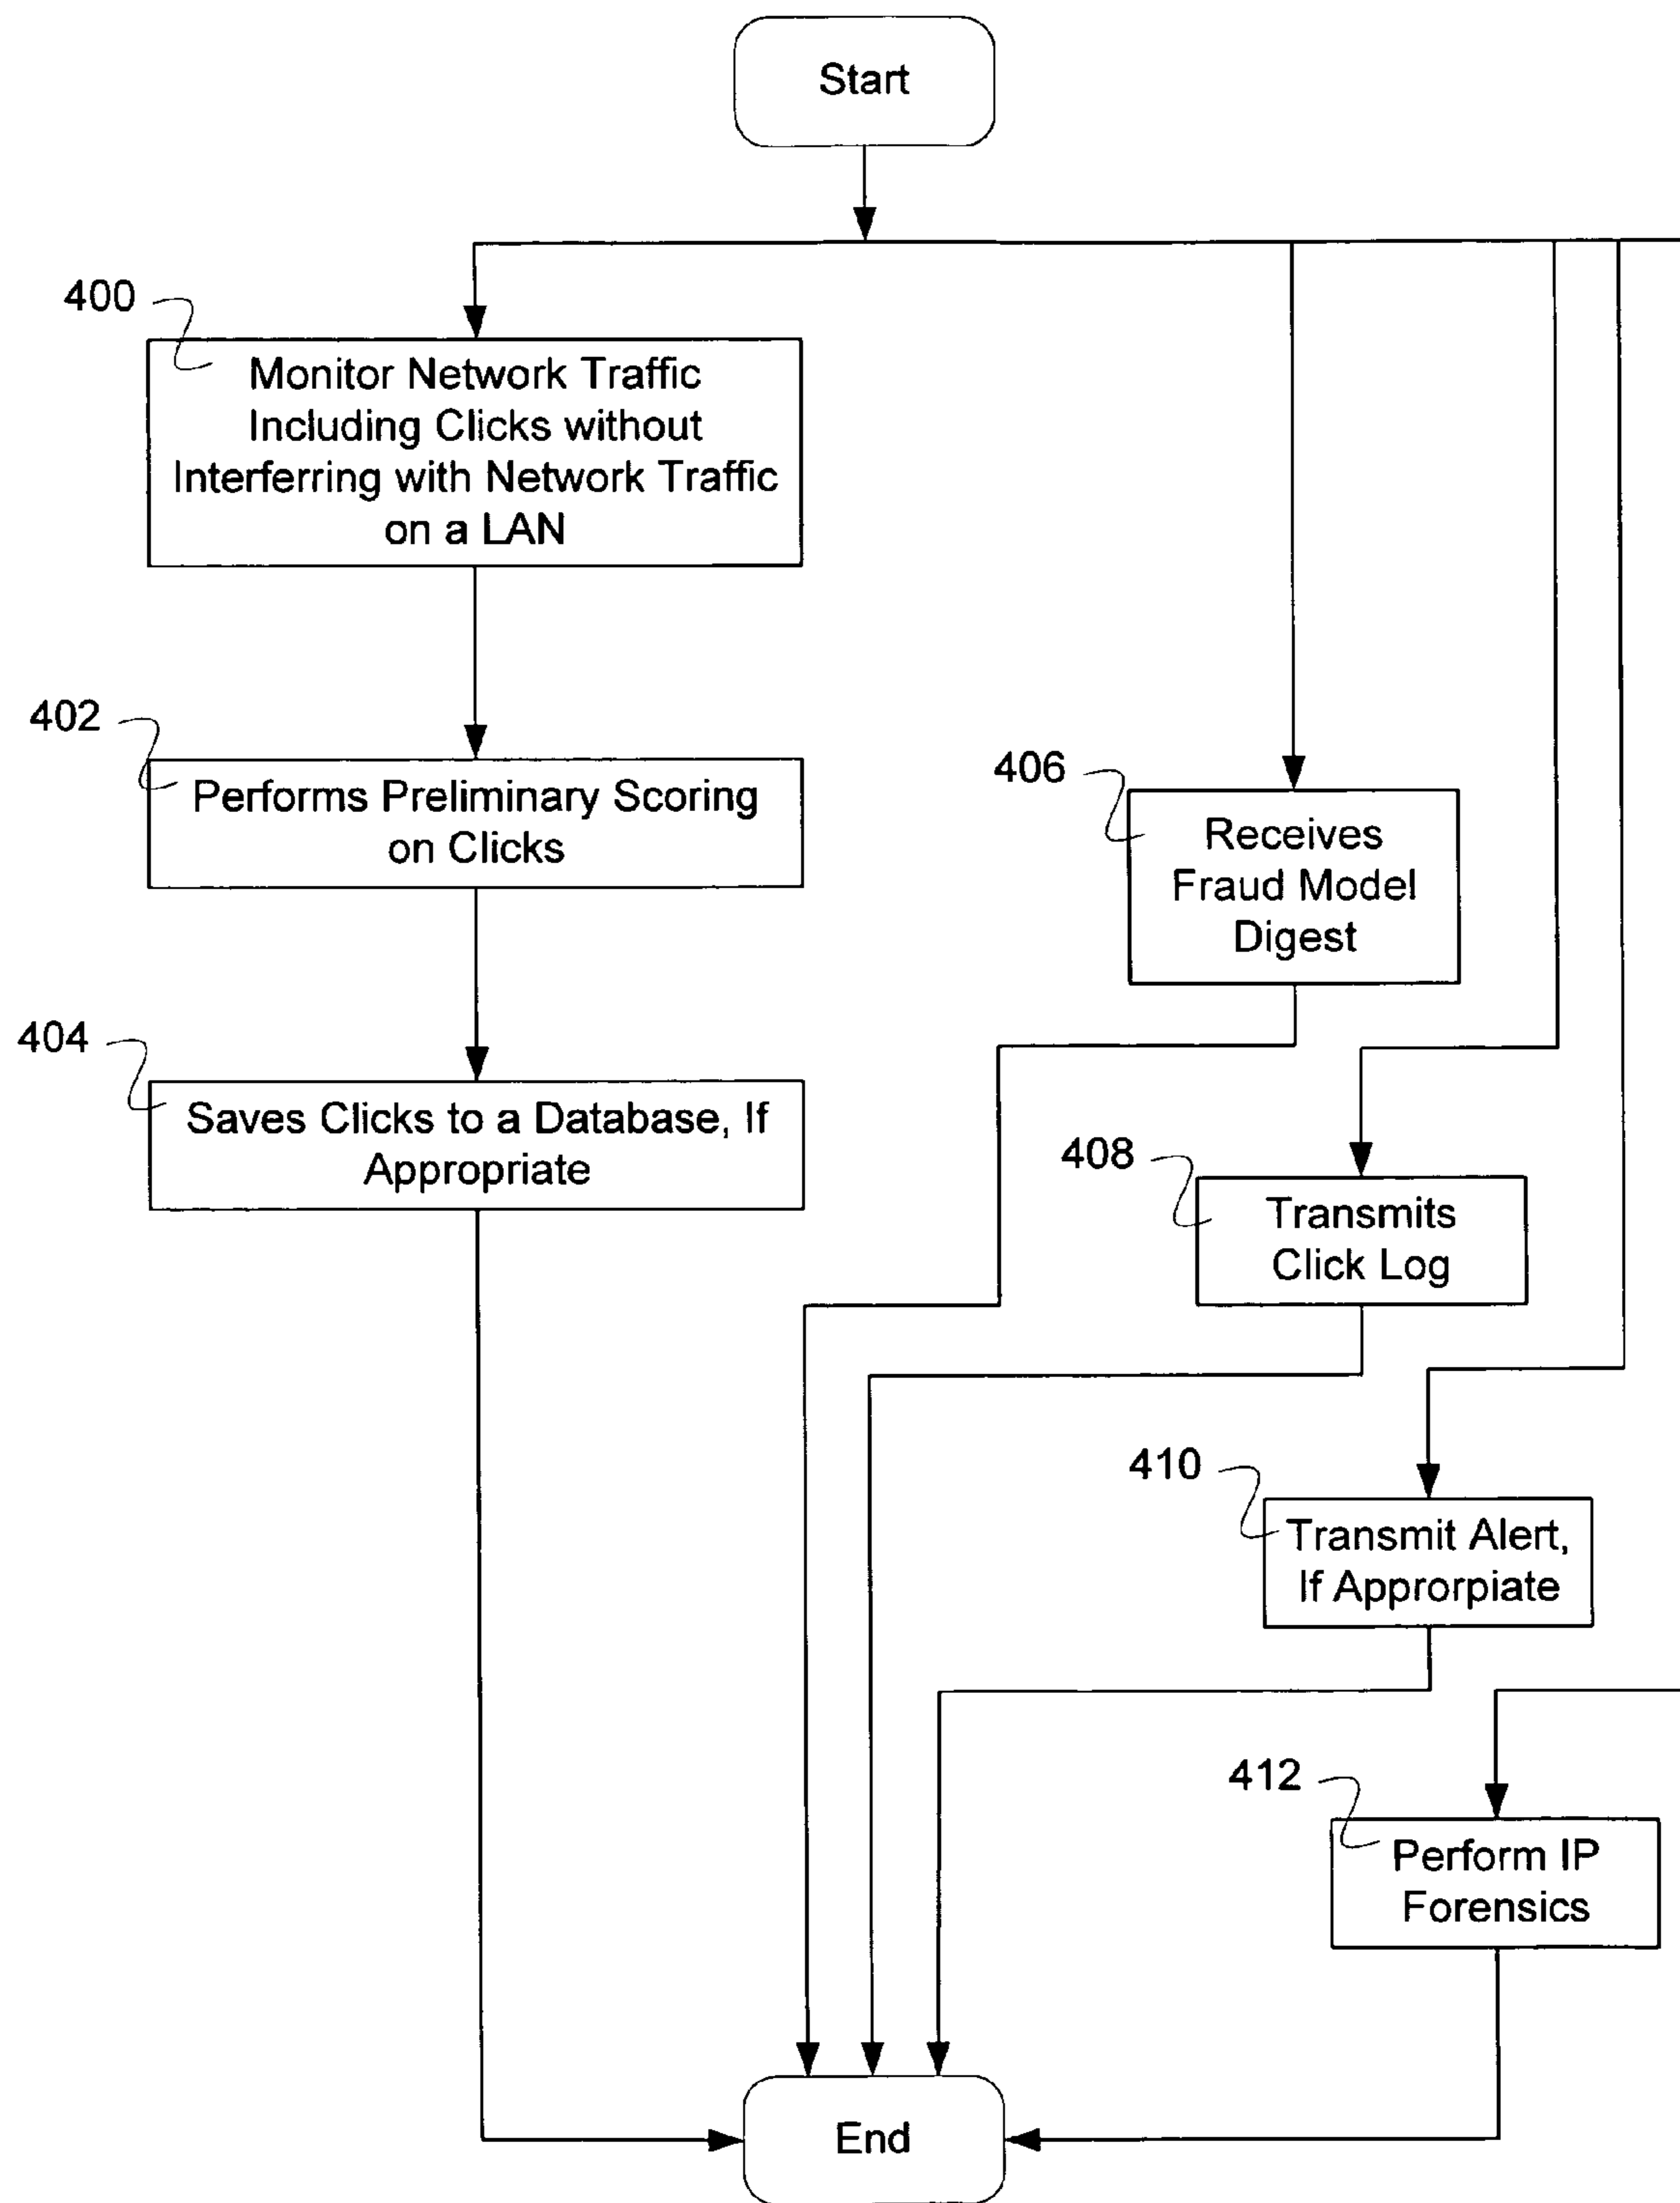 Start
400
Monitor Network Traffic
Including Clicks without
Interferring with Network Traffic
on a LAN
402
Performs Preliminary Scoring
on Clicks
404
Saves Clicks to a Database, If
Appropriate
406
Receives
Fraud Model
Digest
408
Transmits
Click Log
410
Transmit Alert,
If Approrpiate
412
Perform IP
Forensics
End